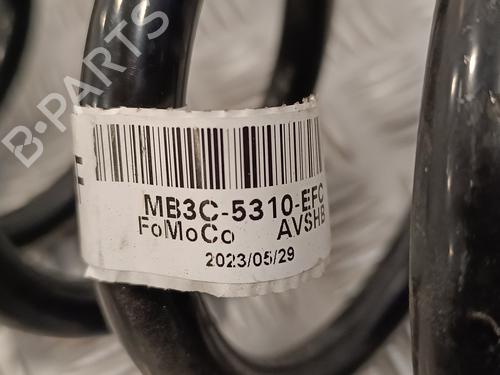 B-PARTS
MB3C-5310-EFC
FoMoCo AVSHB
2023/05/29